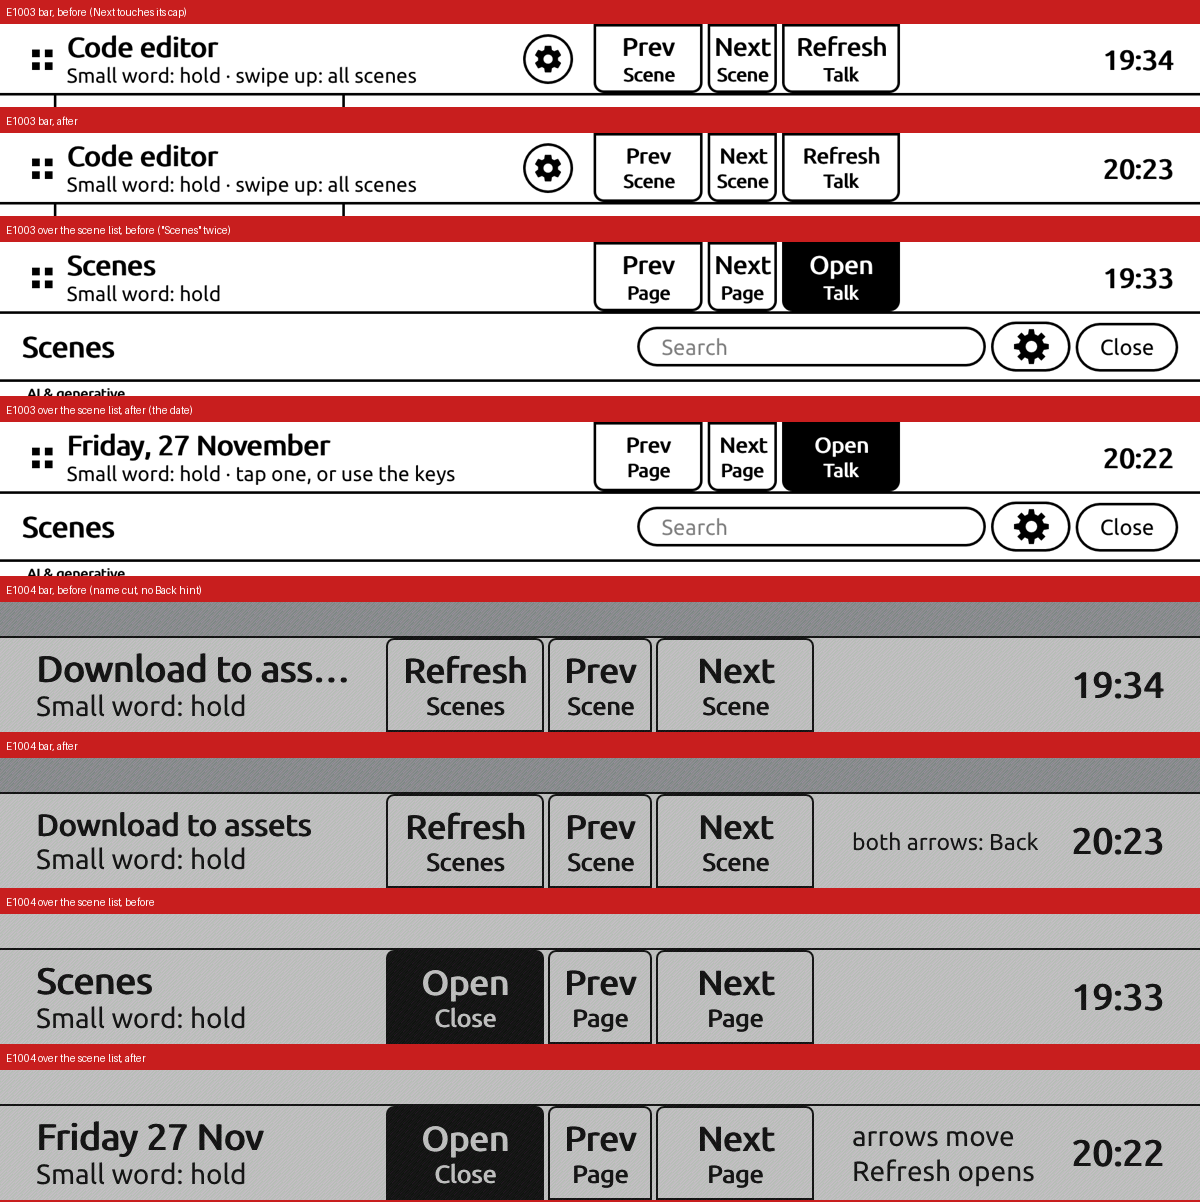 E1003 bar, before (Next touches its cap)
Code editor
Small word: hold · swipe up: all scenes
Prev
Scene
Next
Scene
Refresh
Talk
19:34
E1003 bar, after
Code editor
Small word: hold · swipe up: all scenes
Prev
Scene
Next
Scene
Refresh
Talk
20:23
E1003 over the scene list, before ("Scenes" twice)
Scenes
Small word: hold
Prev
Page
Next
Page
Open
Talk
19:33
Scenes
Search
Close
AI & generative
E1003 over the scene list, after (the date)
Friday, 27 November
Small word: hold · tap one, or use the keys
Prev
Page
Next
Page
Open
Talk
20:22
Scenes
Search
Close
AI & generative
E1004 bar, before (name cut, no Back hint)
Download to ass…
Small word: hold
Refresh
Scenes
Prev
Scene
Next
Scene
19:34
E1004 bar, after
Download to assets
Small word: hold
Refresh
Scenes
Prev
Scene
Next
Scene
both arrows: Back
20:23
E1004 over the scene list, before
Scenes
Small word: hold
Open
Close
Prev
Page
Next
Page
19:33
E1004 over the scene list, after
Friday 27 Nov
Small word: hold
Open
Close
Prev
Page
Next
Page
arrows move
Refresh opens
20:22